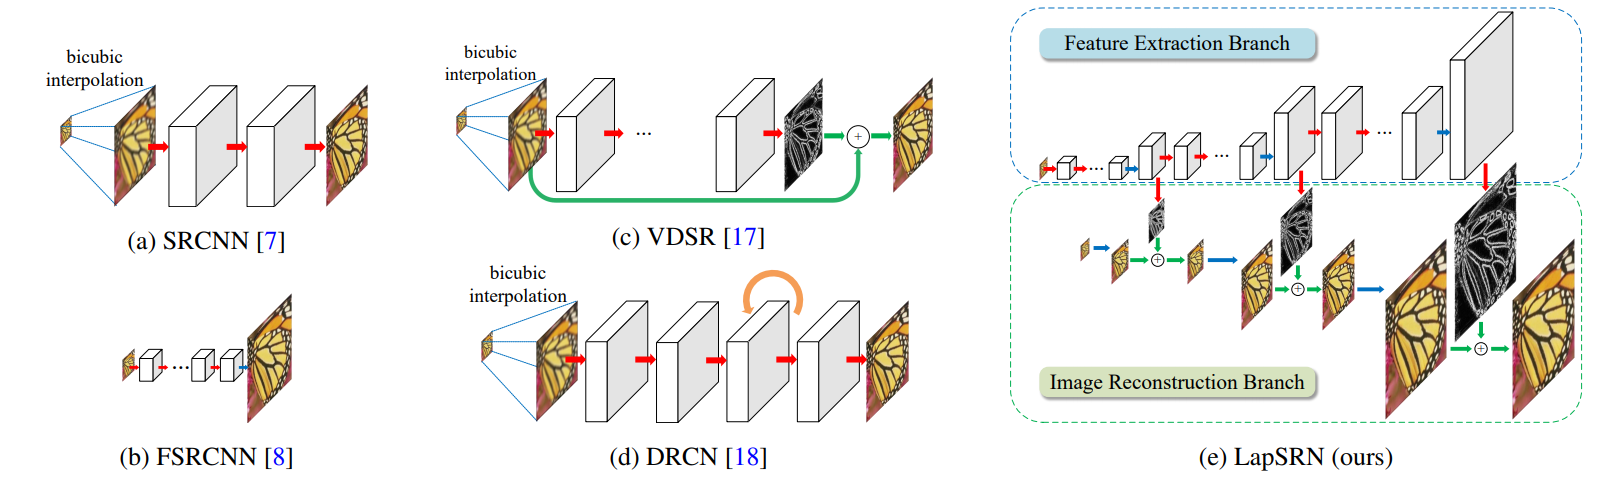 bicubic
interpolation
...
(a) SRCNN [7]
...
(b) FSRCNN [8]
bicubic
interpolation
...
+
(c) VDSR [17]
bicubic
interpolation
(d) DRCN [18]
Feature Extraction Branch
... ... ...
+
+
+
Image Reconstruction Branch
(e) LapSRN (ours)